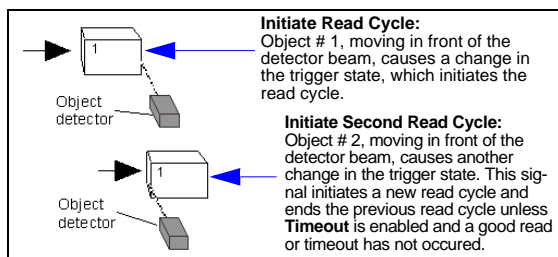 Initiate Read Cycle:
Object # 1, moving in front of the
detector beam, causes a change in
the trigger state, which initiates the
read cycle.
1
Object
detector
Initiate Second Read Cycle:
Object # 2, moving in front of the
detector beam, causes another
change in the trigger state. This sig-
nal initiates a new read cycle and
ends the previous read cycle unless
Timeout is enabled and a good read
or timeout has not occured.
1
Object
detector